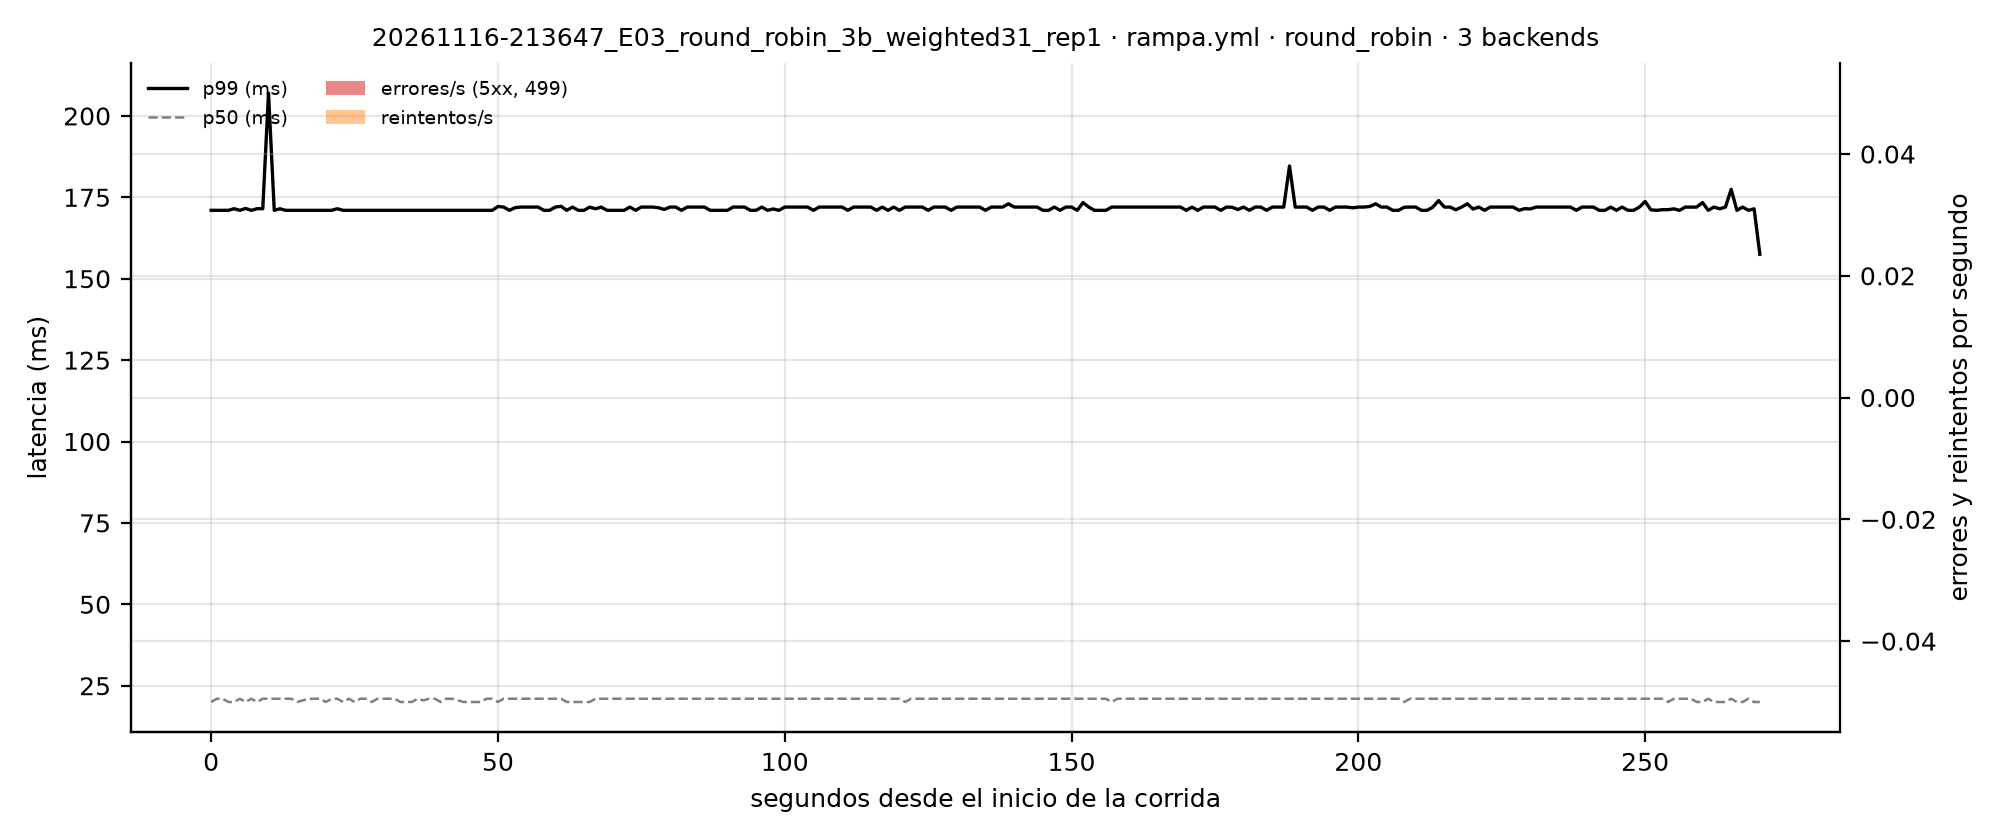 20261116-213647_E03_round_robin_3b_weighted31_rep1 · rampa.yml · round_robin · 3 backends
p99 (ms)
p50 (ms)
errores/s (5xx, 499)
reintentos/s
latencia (ms)
200
175
150
125
100
75
50
25
0.04
0.02
0.00
−0.02
−0.04
errores y reintentos por segundo
0
50
100
150
200
250
segundos desde el inicio de la corrida